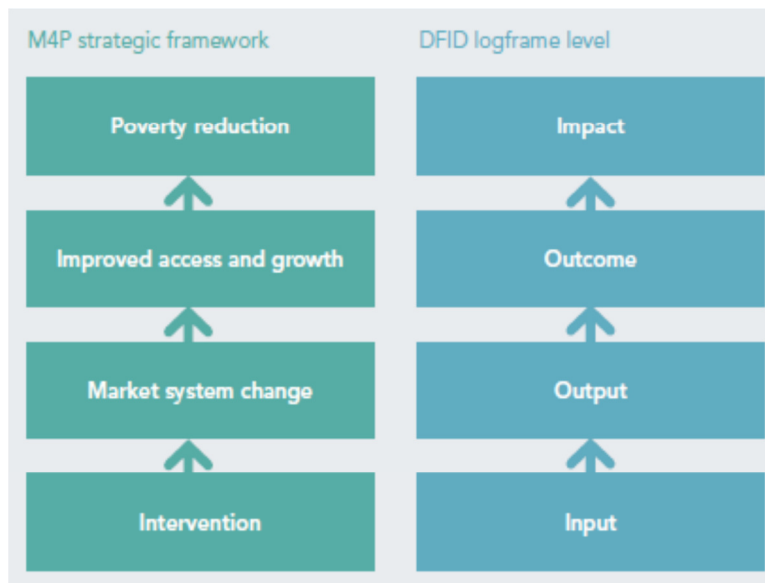 M4P strategic framework
DFID logframe level
Poverty reduction
Impact
Improved access and growth
Outcome
Market system change
Output
Intervention
Input